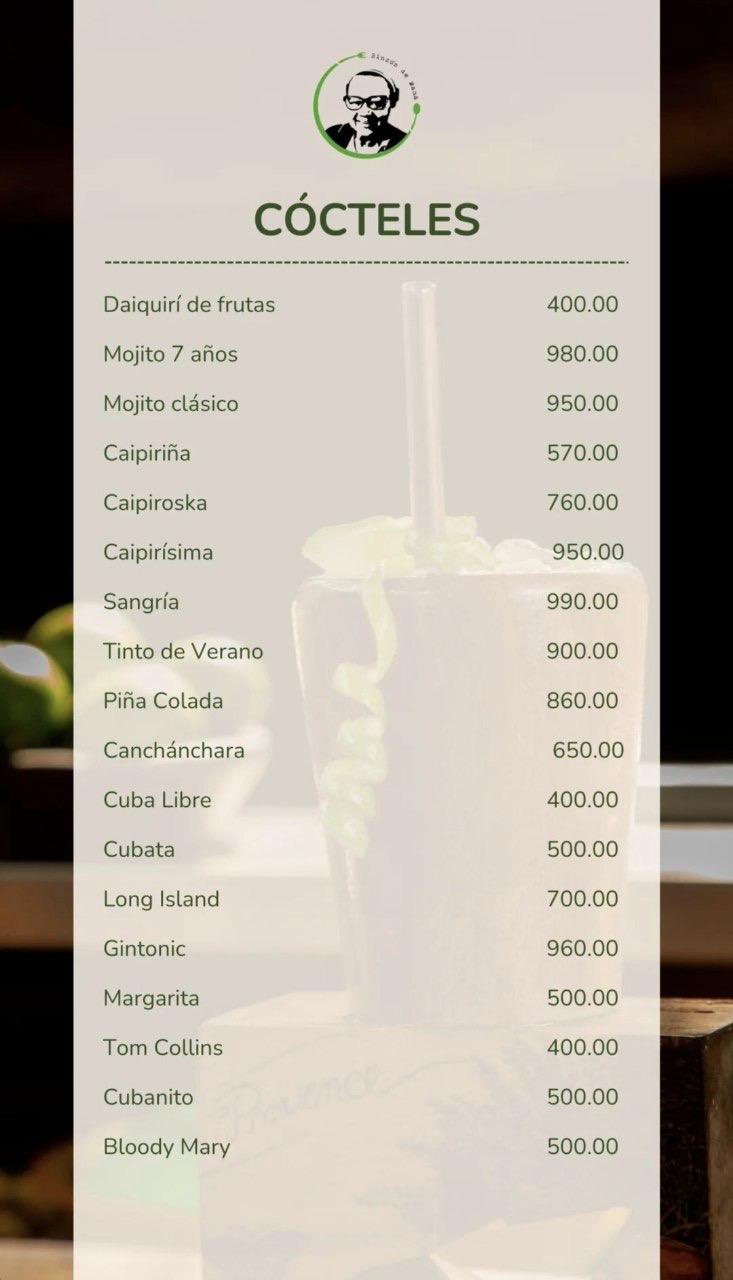 Rincón de Maná
CÓCTELES
Daiquirí de frutas 400.00
Mojito 7 años 980.00
Mojito clásico 950.00
Caipiriña 570.00
Caipiroska 760.00
Caipirísima 950.00
Sangría 990.00
Tinto de Verano 900.00
Piña Colada 860.00
Canchánchara 650.00
Cuba Libre 400.00
Cubata 500.00
Long Island 700.00
Gintonic 960.00
Margarita 500.00
Tom Collins 400.00
Provence
Cubanito 500.00
Bloody Mary 500.00